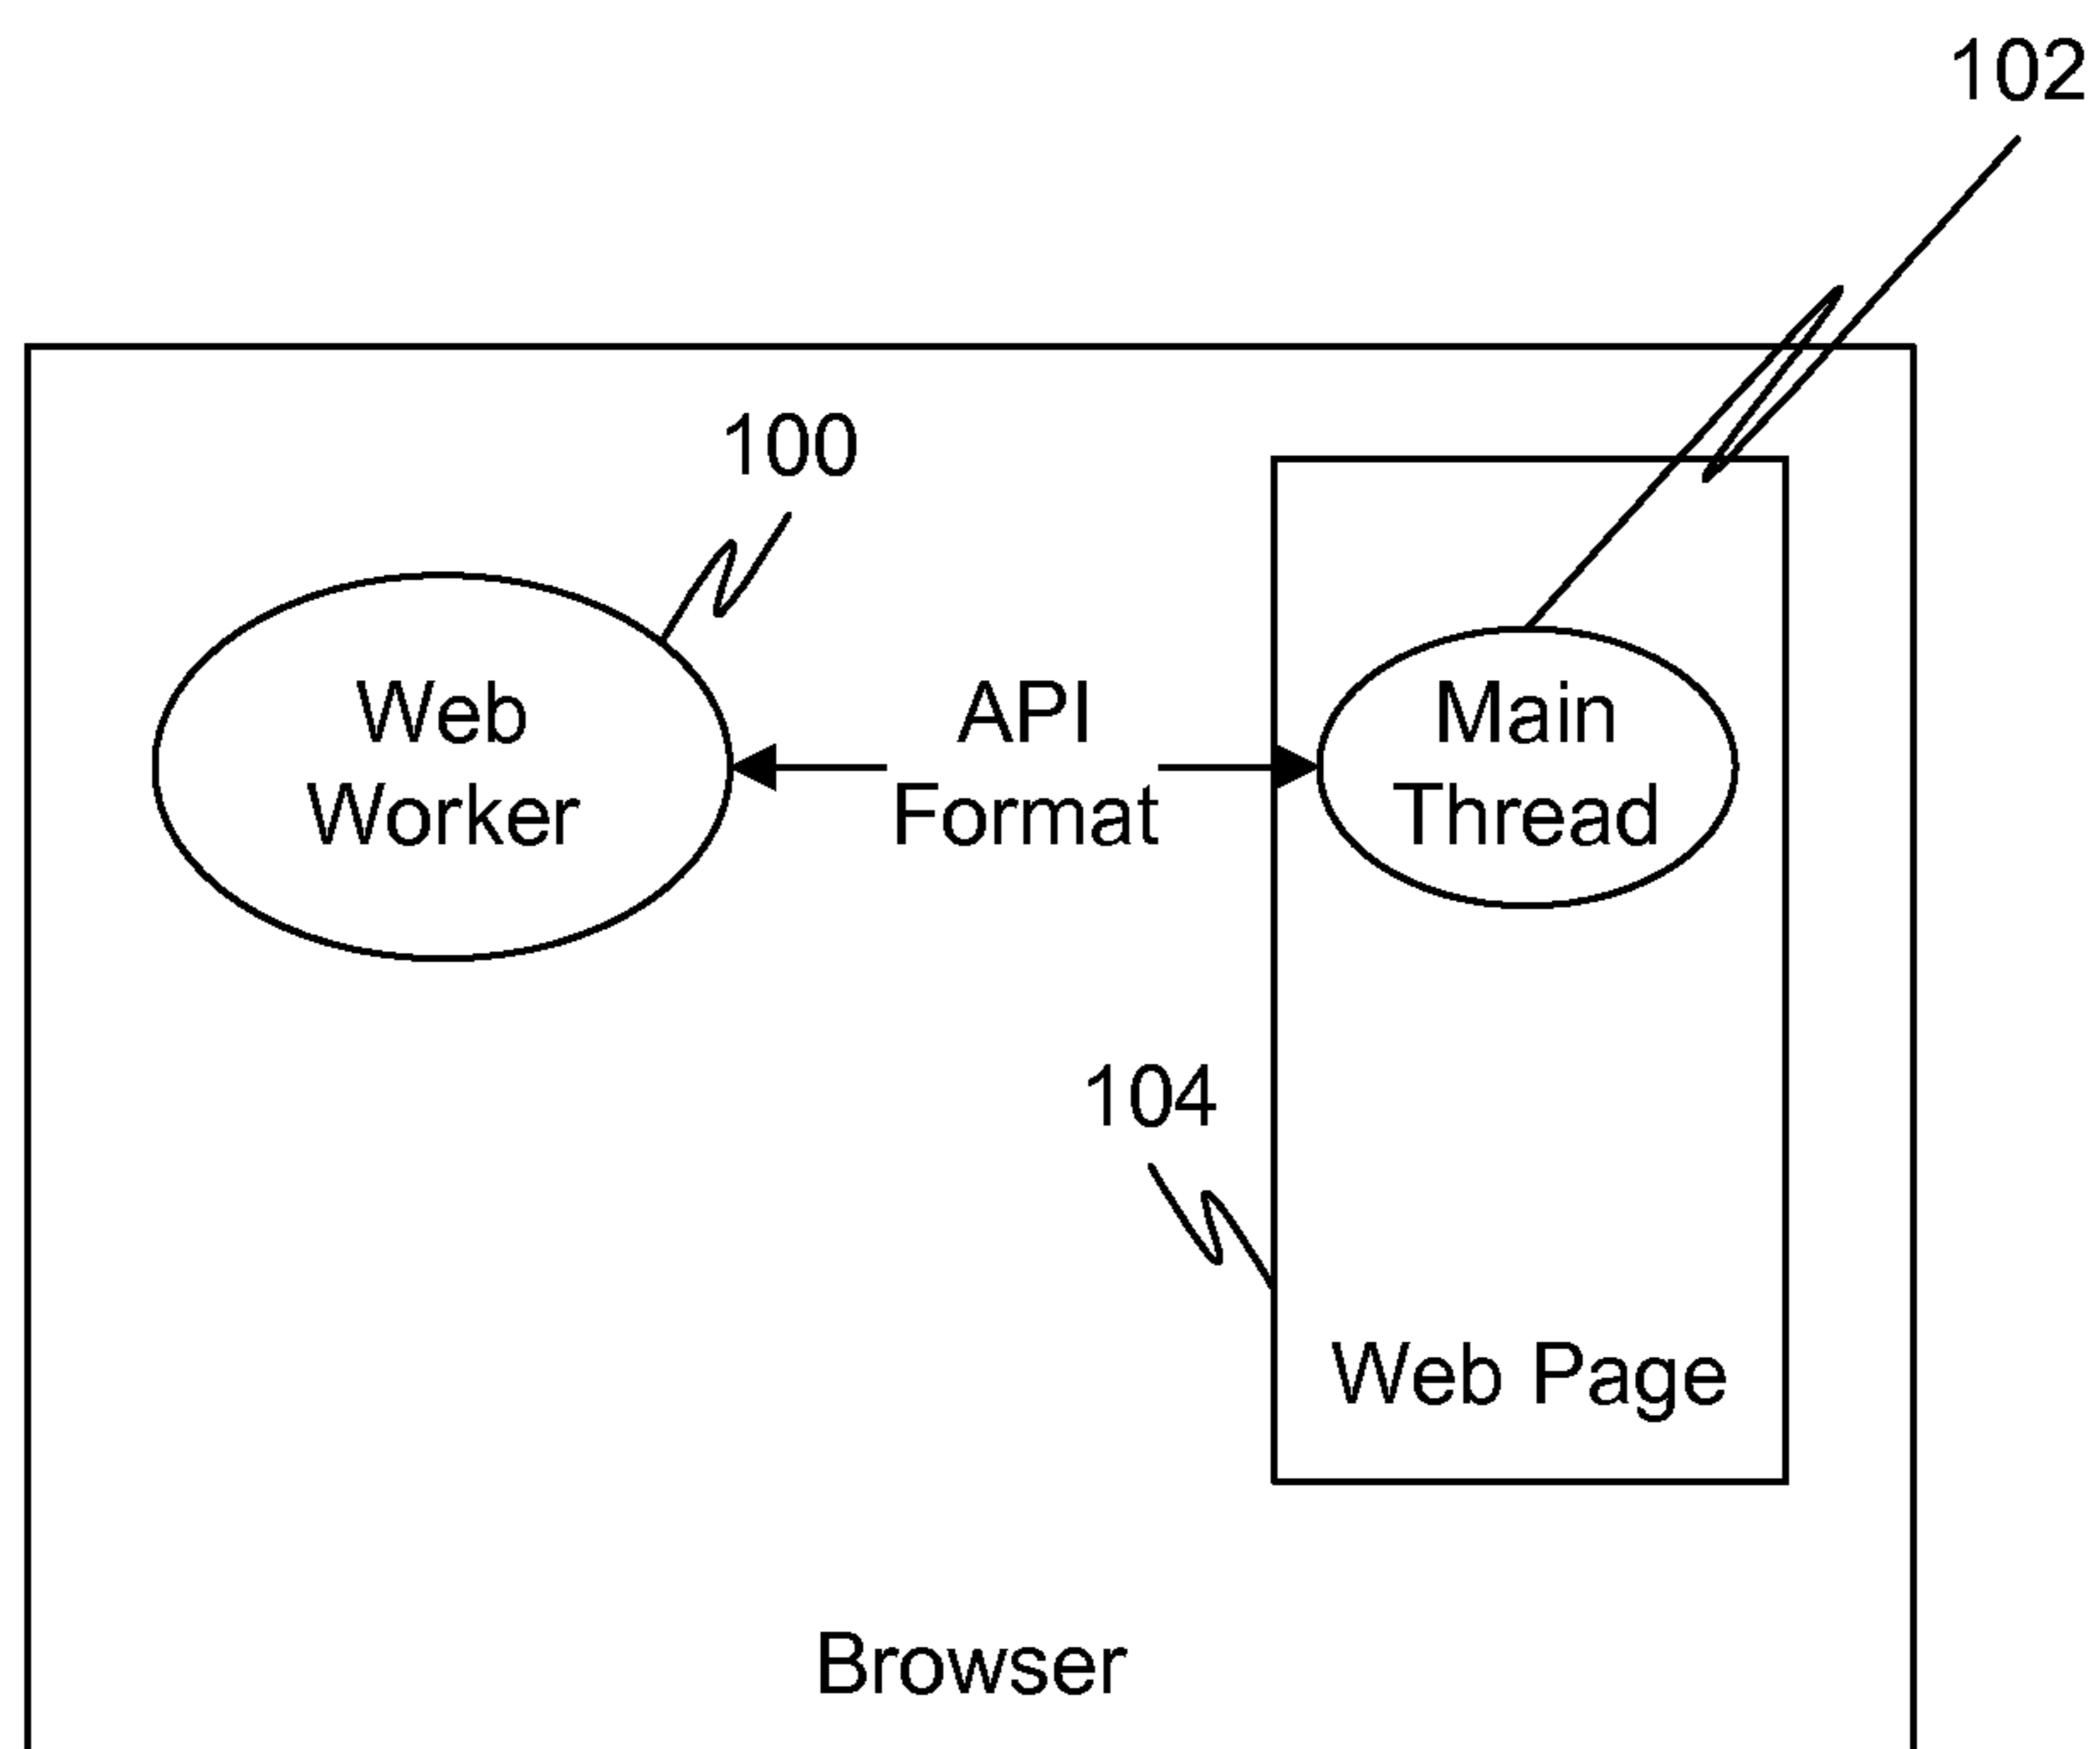 102
100
Web
Worker
API
Format
Main
Thread
104
Web Page
Browser